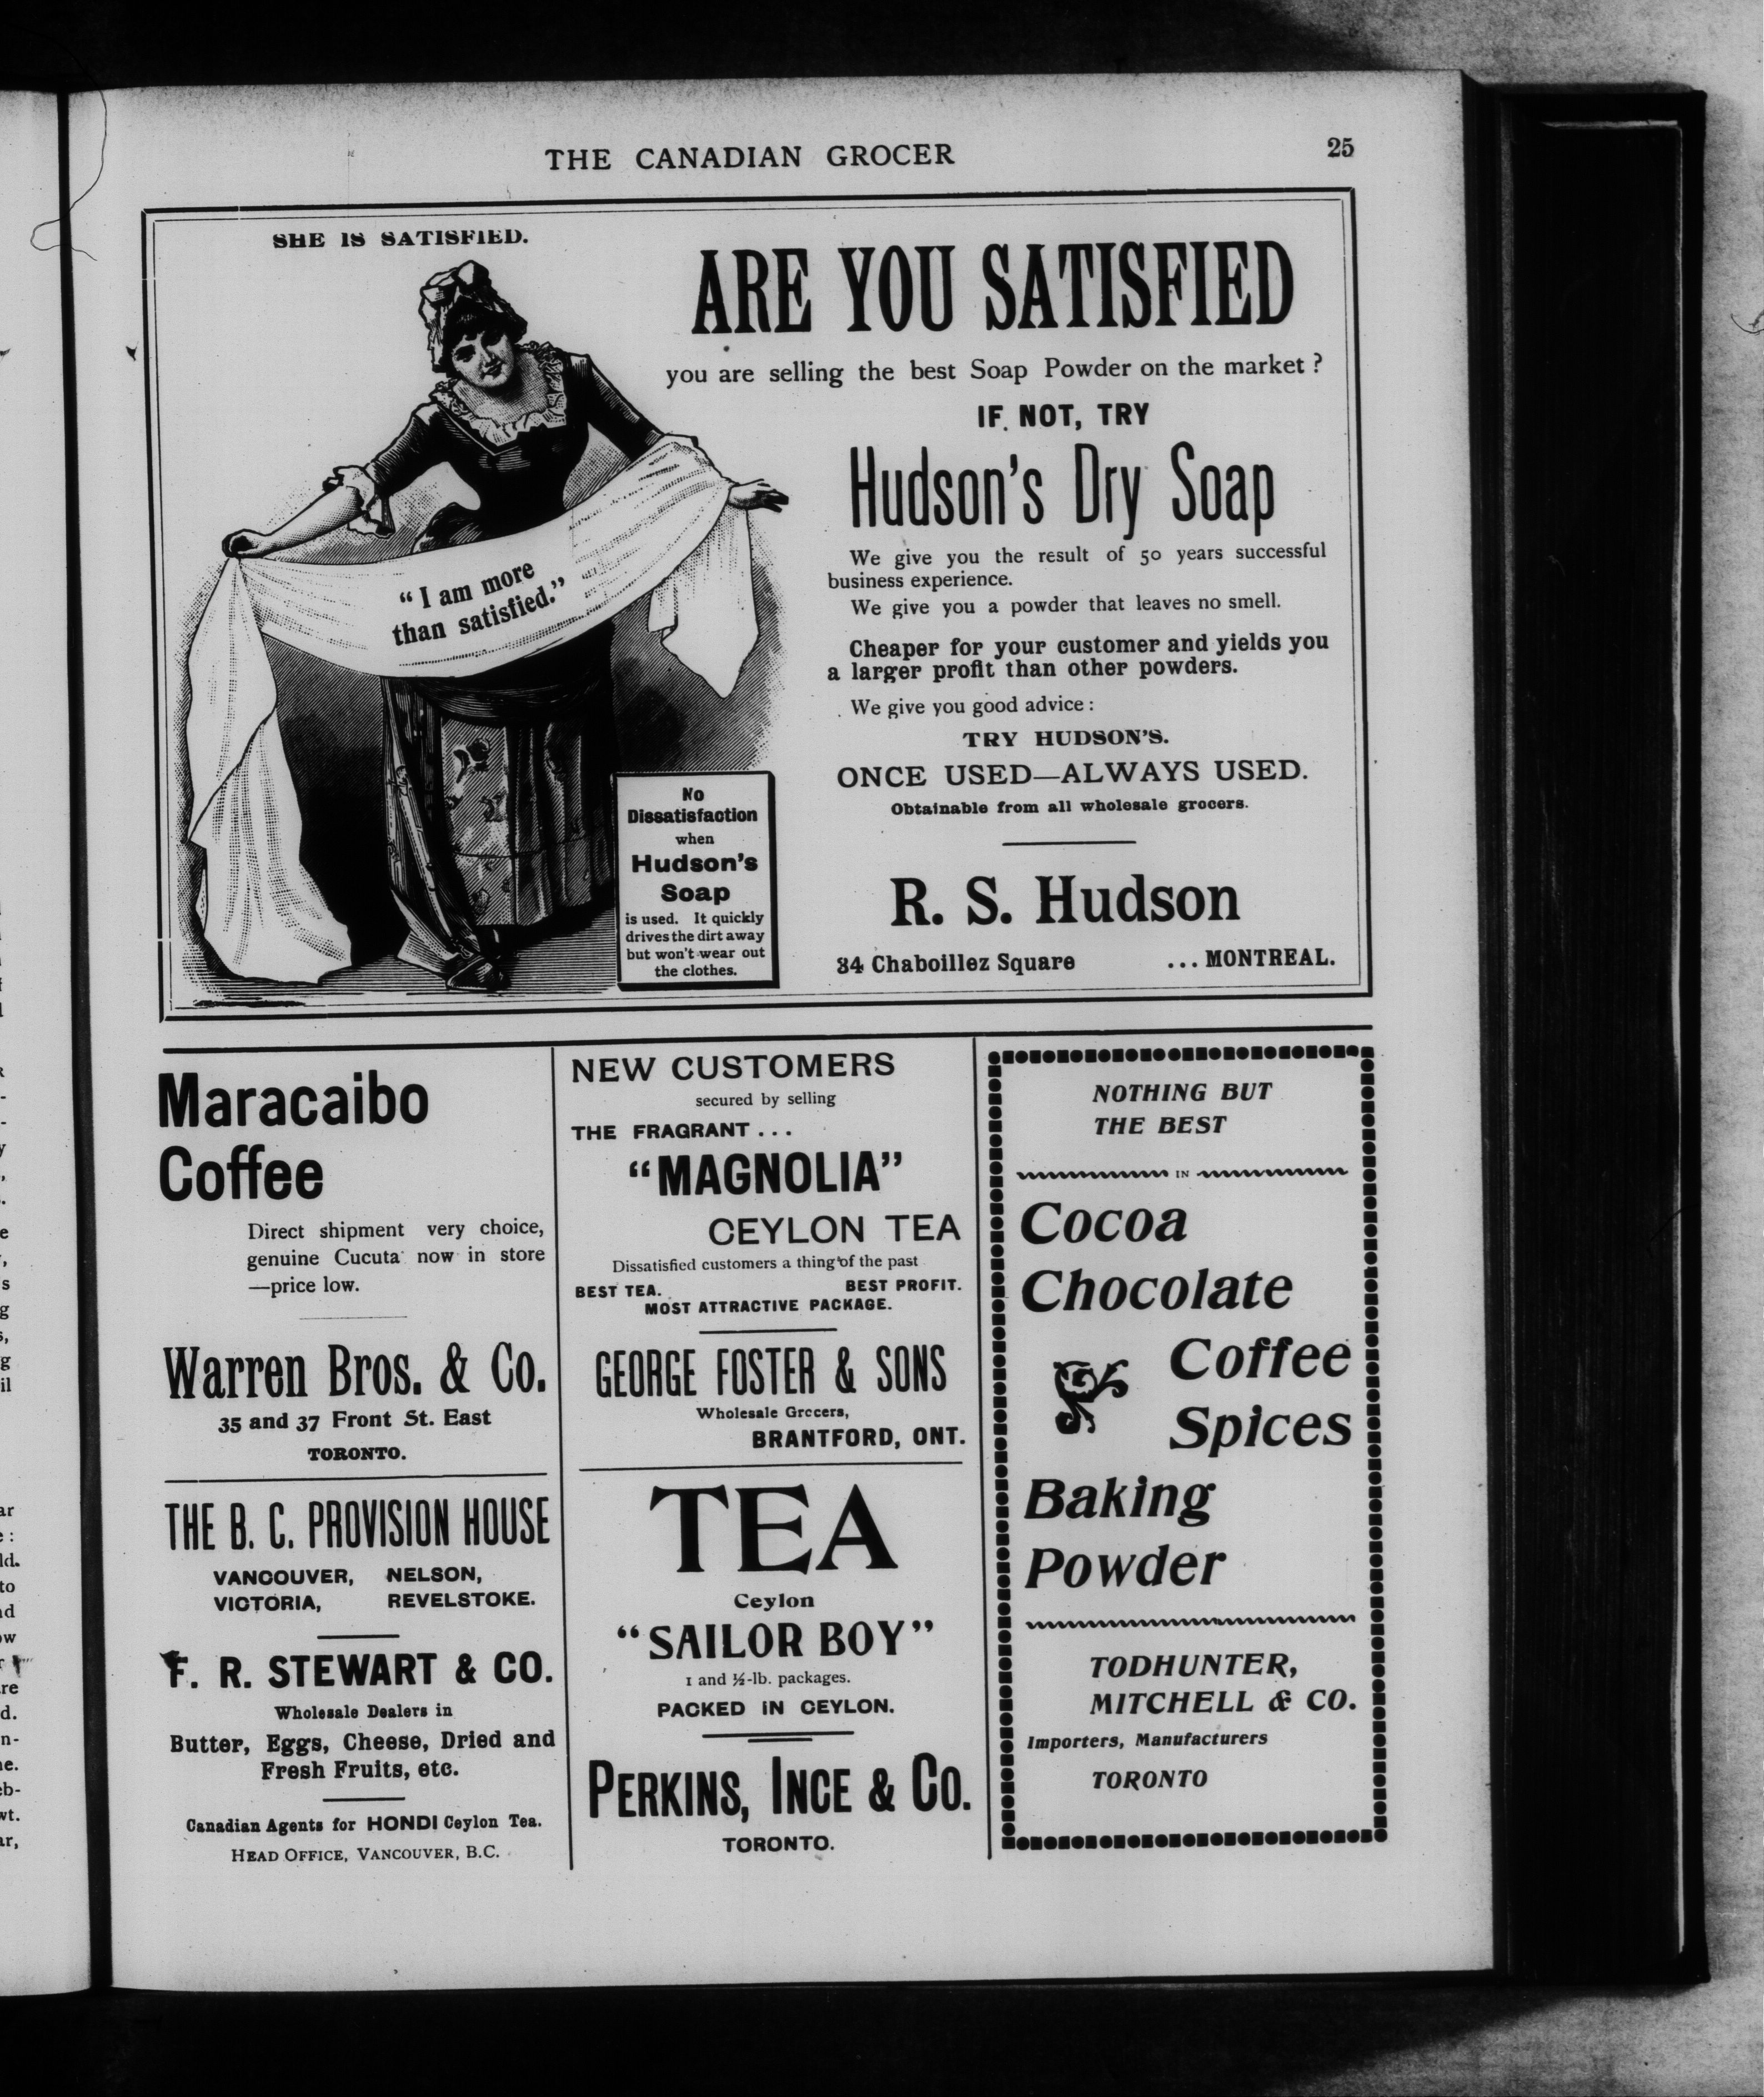 THE CANADIAN GROCER
25
SHE IS SATISFIED.
"I am more
than satisfied."
No
Dissatisfaction
when
Hudson's
Soap
is used. It quickly
drives the dirt away
but won't wear out
the clothes.
ARE YOU SATISFIED
you are selling the best Soap Powder on the market?
IF NOT, TRY
Hudson's Dry Soap
We give you the result of 50 years successful
business experience.
We give you a powder that leaves no smell.
Cheaper for your customer and yields you
a larger profit than other powders.
We give you good advice:
TRY HUDSON'S.
ONCE USED—ALWAYS USED.
Obtainable from all wholesale grocers.
R. S. Hudson
34 Chaboillez Square ... MONTREAL.
Maracaibo
Coffee
Direct shipment very choice,
genuine Cucuta now in store
—price low.
Warren Bros. & Co.
35 and 37 Front St. East
TORONTO.
THE B. C. PROVISION HOUSE
VANCOUVER, NELSON,
VICTORIA, REVELSTOKE.
F. R. STEWART & CO.
Wholesale Dealers in
Butter, Eggs, Cheese, Dried and
Fresh Fruits, etc.
Canadian Agents for HONDI Ceylon Tea.
HEAD OFFICE, VANCOUVER, B.C.
NEW CUSTOMERS
secured by selling
THE FRAGRANT...
"MAGNOLIA"
CEYLON TEA
Dissatisfied customers a thing of the past
BEST TEA. BEST PROFIT.
MOST ATTRACTIVE PACKAGE.
GEORGE FOSTER & SONS
Wholesale Grocers,
BRANTFORD, ONT.
TEA
Ceylon
"SAILOR BOY"
1 and ½-lb. packages.
PACKED IN CEYLON.
PERKINS, INCE & CO.
TORONTO.
NOTHING BUT
THE BEST
IN
Cocoa
Chocolate
Coffee
Spices
Baking
Powder
TODHUNTER,
MITCHELL & CO.
Importers, Manufacturers
TORONTO